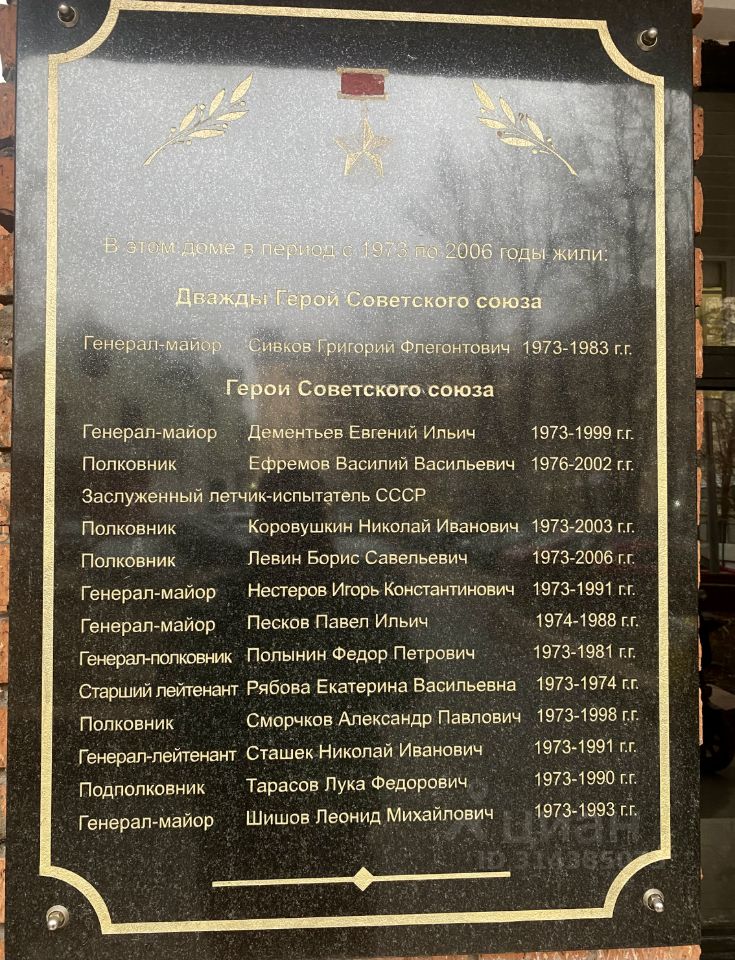 В этом доме в период с 1973 по 2006 годы жили:
Дважды Герой Советского союза
Генерал-майор Сивков Григорий Флегонтович 1973-1983 г.г.
Герои Советского союза
Генерал-майор Дементьев Евгений Ильич 1973-1999 г.г.
Полковник Ефремов Василий Васильевич 1976-2002 г.г.
Заслуженный летчик-испытатель СССР
Полковник Коровушкин Николай Иванович 1973-2003 г.г.
Полковник Левин Борис Савельевич 1973-2006 г.г.
Генерал-майор Нестеров Игорь Константинович 1973-1991 г.г.
Генерал-майор Песков Павел Ильич 1974-1988 г.г.
Генерал-полковник Полынин Федор Петрович 1973-1981 г.г.
Старший лейтенант Рябова Екатерина Васильевна 1973-1974 г.г.
Полковник Сморчков Александр Павлович 1973-1998 г.г.
Генерал-лейтенант Сташек Николай Иванович 1973-1991 г.г.
Подполковник Тарасов Лука Федорович 1973-1990 г.г.
Генерал-майор Шишов Леонид Михайлович 1973-1993 г.г.
циан
ID